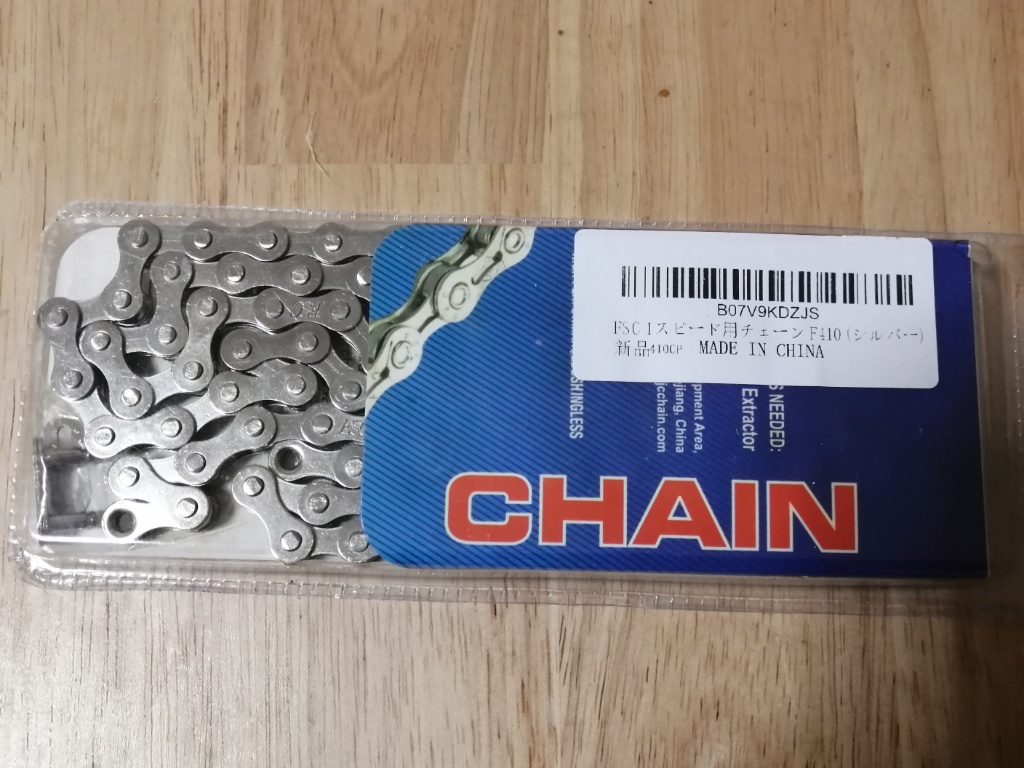 B07V9KDZJS
FSC 1スピード用チェーン F410 (シルバー)
新品410CP MADE IN CHINA
S NEEDED:
Extractor
pment Area,
jiang, China
jcchain.com
SHINGLESS
CHAIN